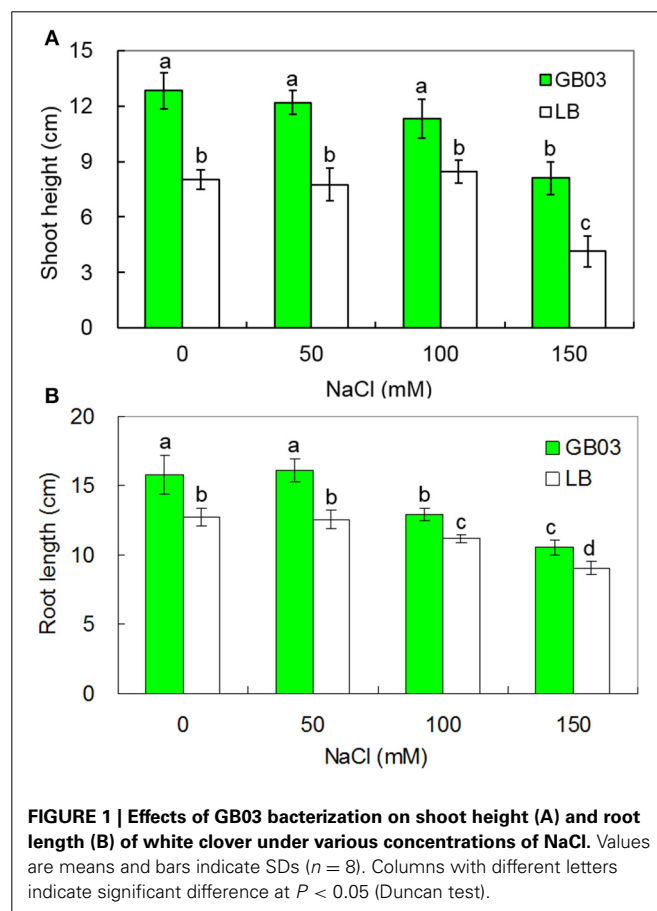 A
15
12
9
6
3
0
Shoot height (cm)
a
b
a
b
a
b
b
c
GB03
LB
0 50 100 150
NaCl (mM)
B
20
15
10
5
0
Root length (cm)
a
b
a
b
b
c
c
d
GB03
LB
0 50 100 150
NaCl (mM)
FIGURE 1 | Effects of GB03 bacterization on shoot height (A) and root
length (B) of white clover under various concentrations of NaCl. Values
are means and bars indicate SDs (n = 8). Columns with different letters
indicate significant difference at P < 0.05 (Duncan test).